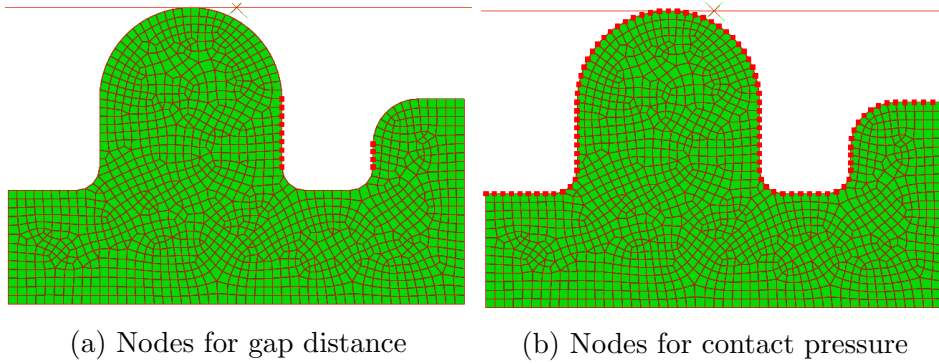 (a) Nodes for gap distance
(b) Nodes for contact pressure